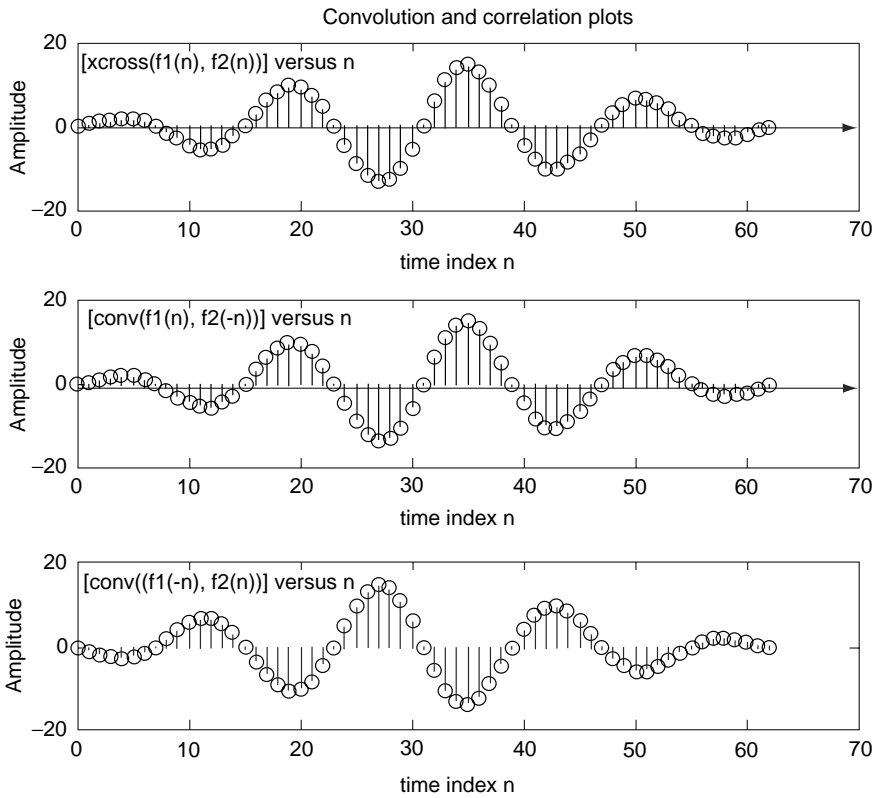 Convolution and correlation plots
[xcross(f1(n), f2(n))] versus n
20
0
–20
Amplitude
0 10 20 30 40 50 60 70
time index n
[conv(f1(n), f2(-n))] versus n
20
0
–20
Amplitude
0 10 20 30 40 50 60 70
time index n
[conv((f1(-n), f2(n))] versus n
20
0
–20
Amplitude
0 10 20 30 40 50 60 70
time index n